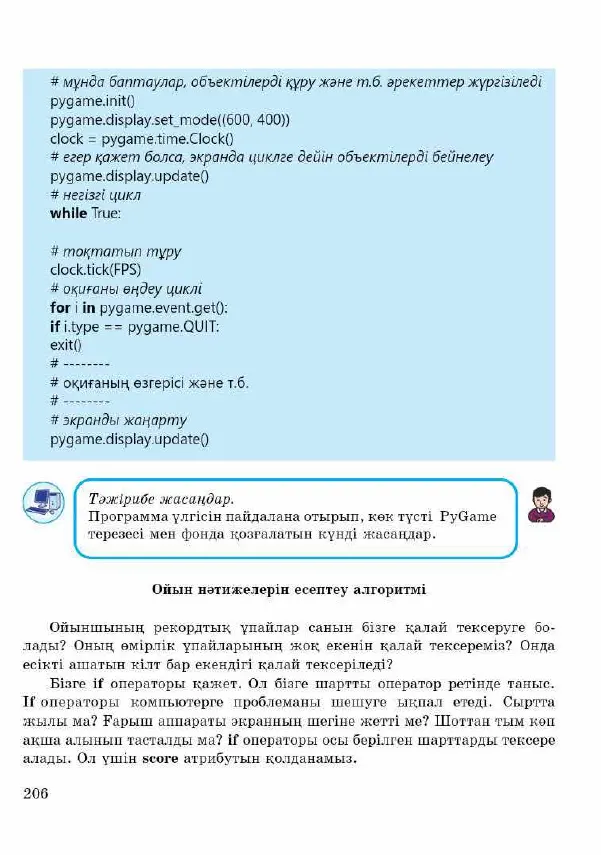 # мұнда баптаулар, объектілерді құру және т.б. әрекеттер жүргізіледі
pygame.init()
pygame.display.set_mode((600, 400))
clock = pygame.time.Clock()
# егер қажет болса, экранда циклге дейін объектілерді бейнелеу
pygame.display.update()
# негізгі цикл
while True:
# тоқтатып тұру
clock.tick(FPS)
# оқиғаны өңдеу циклі
for i in pygame.event.get():
if i.type == pygame.QUIT:
exit()
# --------
# оқиғаның өзгерісі және т.б.
# --------
# экранды жаңарту
pygame.display.update()
Тәжірибе жасаңдар.
Программа үлгісін пайдалана отырып, көк түсті PyGame
терезесі мен фонда қозғалатын күнді жасаңдар.
Ойын нәтижелерін есептеу алгоритмі
Ойыншының рекордтық ұпайлар санын бізге қалай тексеруге бо-
лады? Оның өмірлік ұпайларының жоқ екенін қалай тексереміз? Онда
есікті ашатын кілт бар екендігі қалай тексеріледі?
Бізге if операторы қажет. Ол бізге шартты оператор ретінде таныс.
If операторы компьютерге проблеманы шешуге ықпал етеді. Сыртта
жылы ма? Ғарыш аппараты экранның шегіне жетті ме? Шоттан тым көп
ақша алынып тасталды ма? if операторы осы берілген шарттарды тексере
алады. Ол үшін score атрибутын қолданамыз.
206